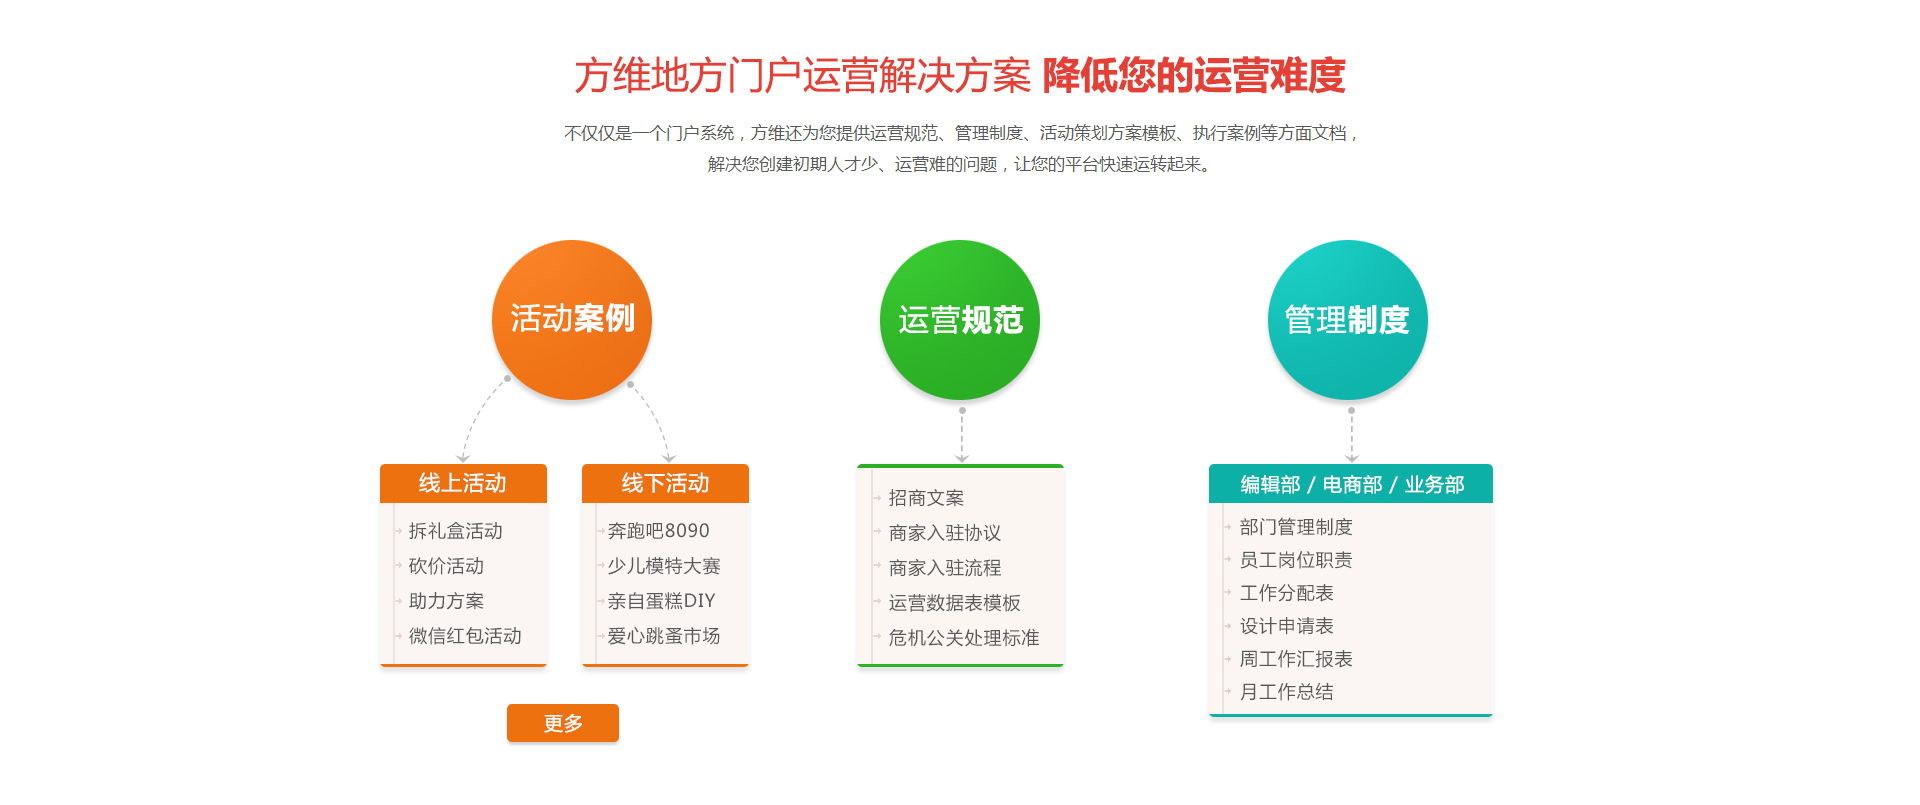 方维地方门户运营解决方案 降低您的运营难度
不仅仅是一个门户系统，方维还为您提供运营规范、管理制度、活动策划方案模板、执行案例等方面文档，
解决您创建初期人才少、运营难的问题，让您的平台快速运转起来。
活动案例
线上活动
拆礼盒活动
砍价活动
助力方案
微信红包活动
线下活动
奔跑吧8090
少儿模特大赛
亲自蛋糕DIY
爱心跳蚤市场
更多
运营规范
招商文案
商家入驻协议
商家入驻流程
运营数据表模板
危机公关处理标准
管理制度
编辑部 / 电商部 / 业务部
部门管理制度
员工岗位职责
工作分配表
设计申请表
周工作汇报表
月工作总结